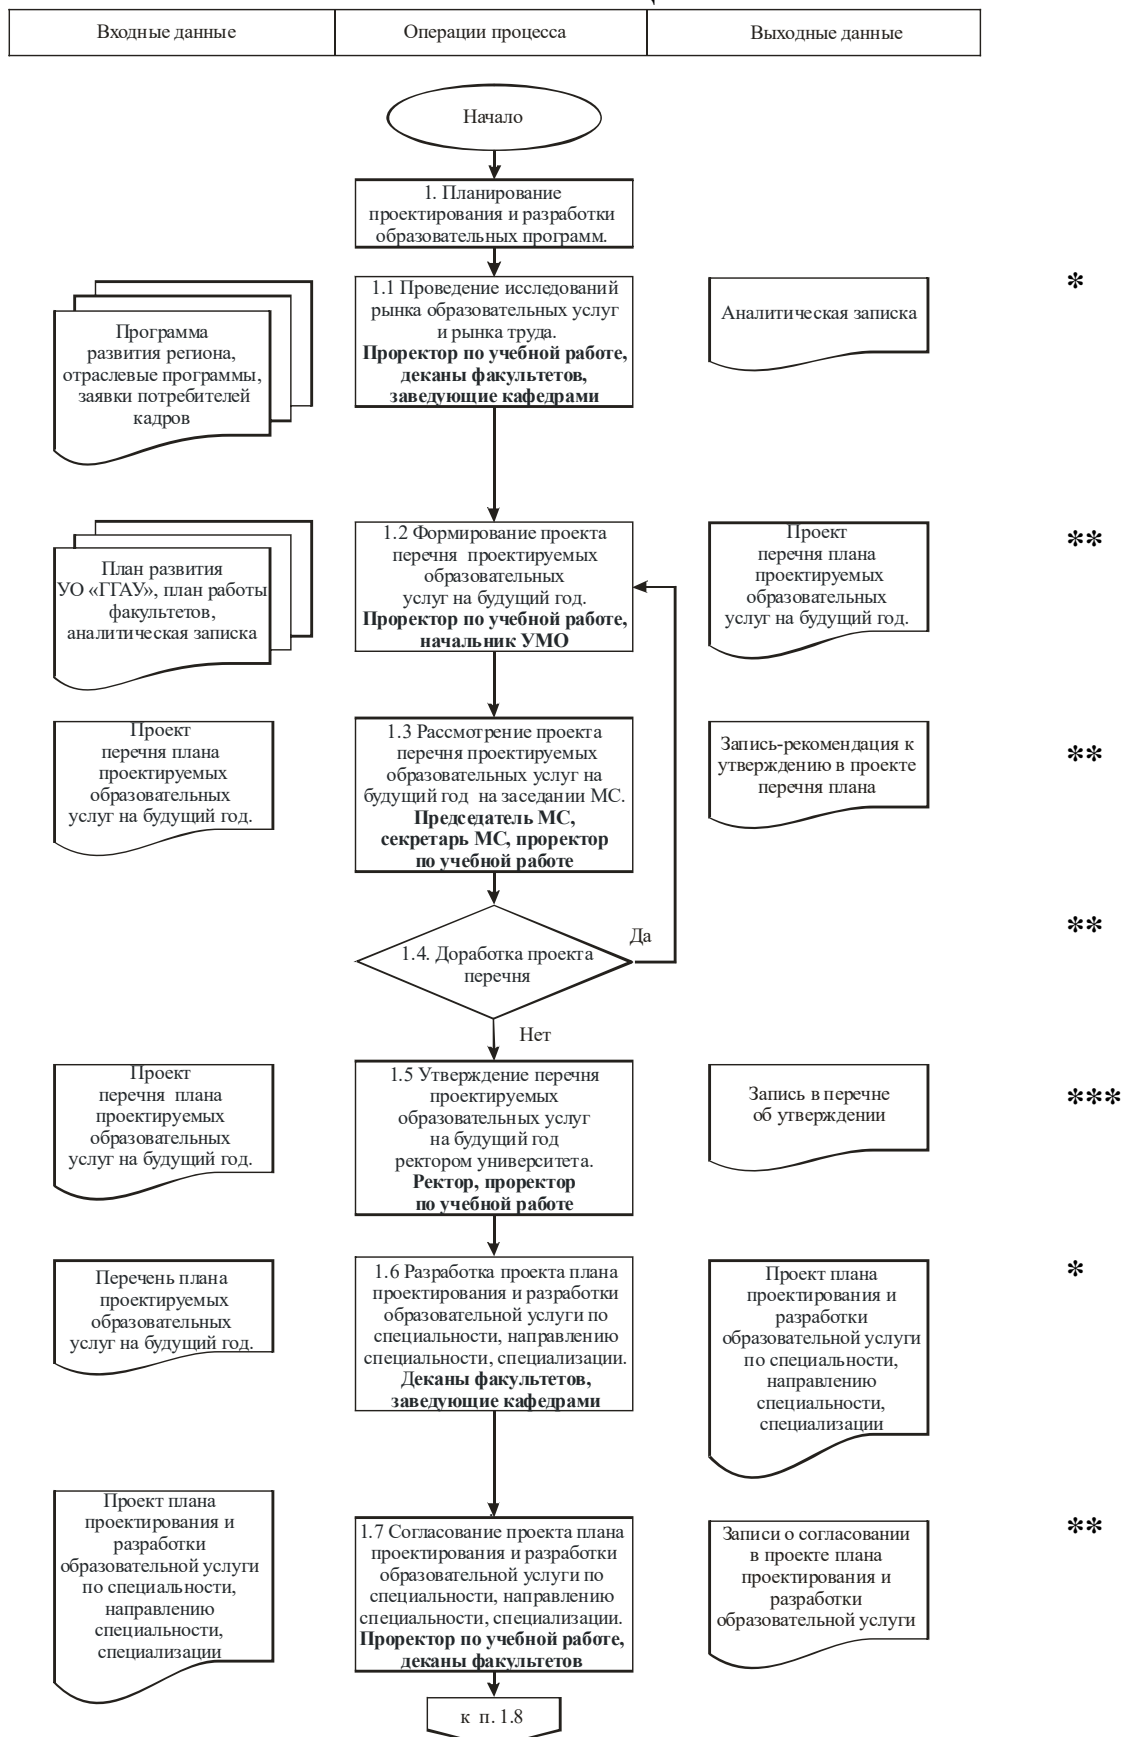 Входные данные
Операции процесса
Выходные данные
Начало
1. Планирование
проектирования и разработки
образовательных программ.
Программа
развития региона,
отраслевые программы,
заявки потребителей
кадров
1.1 Проведение исследований
рынка образовательных услуг
и рынка труда.
Проректор по учебной работе,
деканы факультетов,
заведующие кафедрами
Аналитическая записка
*
План развития
УО «ГГАУ», план работы
факультетов,
аналитическая записка
1.2 Формирование проекта
перечня проектируемых
образовательных
услуг на будущий год.
Проректор по учебной работе,
начальник УМО
Проект
перечня плана
проектируемых
образовательных
услуг на будущий год.
**
Проект
перечня плана
проектируемых
образовательных
услуг на будущий год.
1.3 Рассмотрение проекта
перечня проектируемых
образовательных услуг на
будущий год на заседании МС.
Председатель МС,
секретарь МС, проректор
по учебной работе
Запись-рекомендация к
утверждению в проекте
перечня плана
**
1.4. Доработка проекта
перечня
Да
**
Нет
Проект
перечня плана
проектируемых
образовательных
услуг на будущий год.
1.5 Утверждение перечня
проектируемых
образовательных услуг
на будущий год
ректором университета.
Ректор, проректор
по учебной работе
Запись в перечне
об утверждении
***
Перечень плана
проектируемых
образовательных
услуг на будущий год.
1.6 Разработка проекта плана
проектирования и разработки
образовательной услуги по
специальности, направлению
специальности, специализации.
Деканы факультетов,
заведующие кафедрами
Проект плана
проектирования и
разработки
образовательной услуги
по специальности,
направлению
специальности,
специализации
*
Проект плана
проектирования и
разработки
образовательной услуги
по специальности,
направлению
специальности,
специализации
1.7 Согласование проекта плана
проектирования и разработки
образовательной услуги по
специальности, направлению
специальности, специализации.
Проректор по учебной работе,
деканы факультетов
Записи о согласовании
в проекте плана
проектирования и
разработки
образовательной услуги
**
к п. 1.8